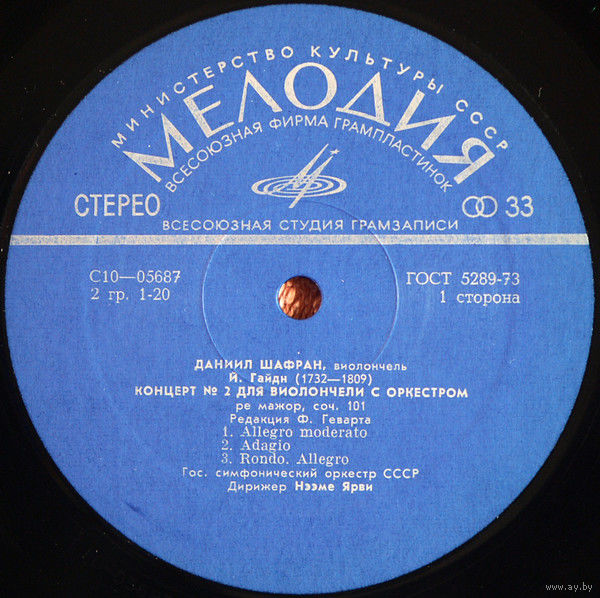 МИНИСТЕРСТВО КУЛЬТУРЫ СССР
МЕЛОДИЯ
ВСЕСОЮЗНАЯ ФИРМА ГРАМПЛАСТИНОК
СТЕРЕО
33
ВСЕСОЮЗНАЯ СТУДИЯ ГРАМЗАПИСИ
С10—05687
ГОСТ 5289-73
2 гр. 1-20
1 сторона
ДАНИИЛ ШАФРАН, виолончель
Й. Гайдн (1732—1809)
КОНЦЕРТ № 2 ДЛЯ ВИОЛОНЧЕЛИ С ОРКЕСТРОМ
ре мажор, соч. 101
Редакция Ф. Геварта
1. Allegro moderato
2. Adagio
3. Rondo. Allegro
Гос. симфонический оркестр СССР
Дирижер Нээме Ярви
www.ay.by